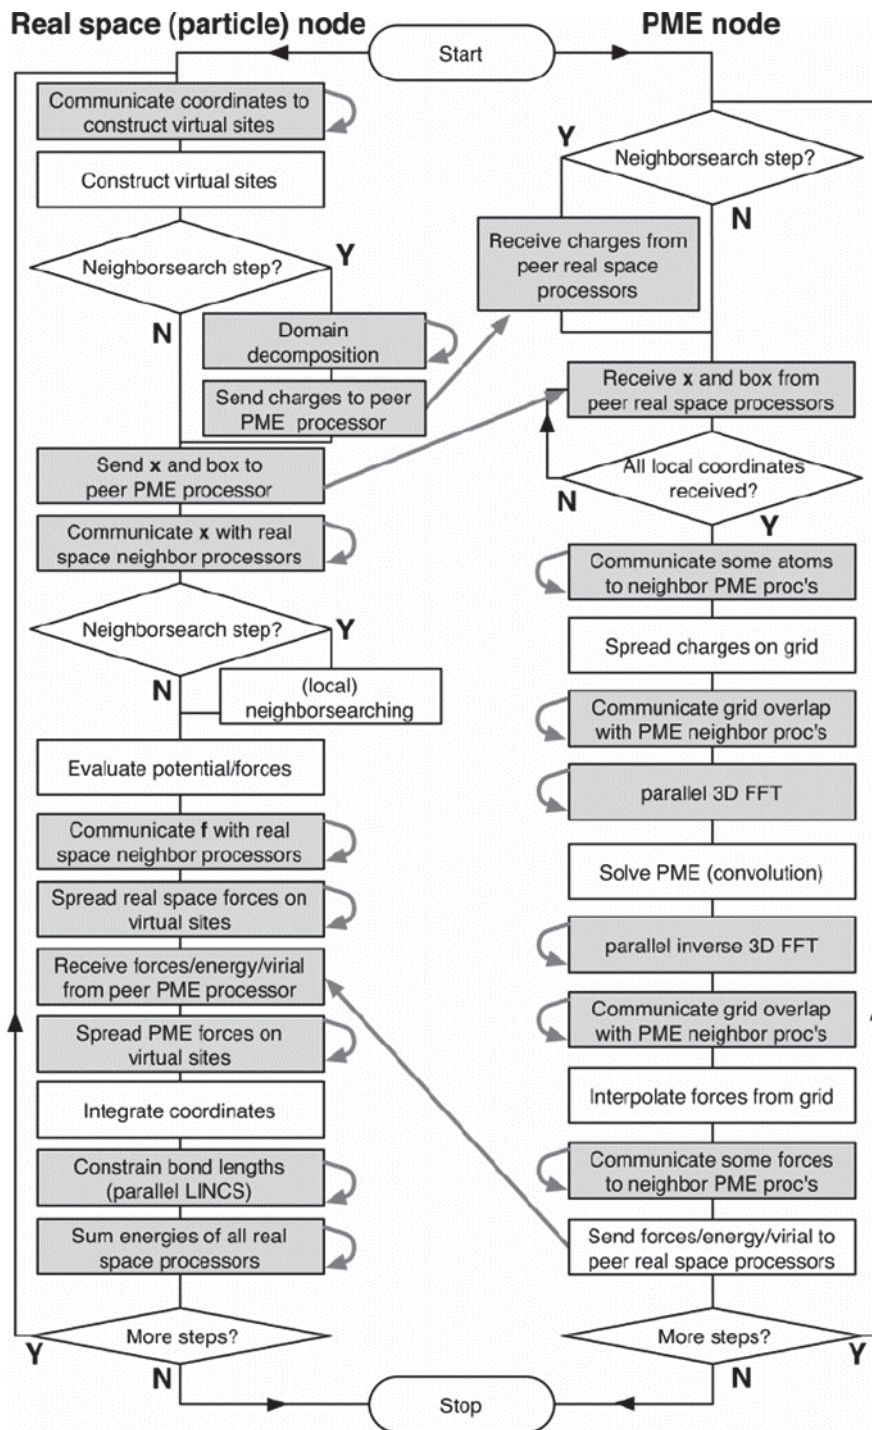 Real space (particle) node
PME node
Start
Communicate coordinates to
construct virtual sites
Construct virtual sites
Neighborsearch step?
Y
N
Domain
decomposition
Send charges to peer
PME processor
Send x and box to
peer PME processor
Communicate x with real
space neighbor processors
Neighborsearch step?
Y
N
(local)
neighborsearching
Evaluate potential/forces
Communicate f with real
space neighbor processors
Spread real space forces on
virtual sites
Receive forces/energy/virial
from peer PME processor
Spread PME forces on
virtual sites
Integrate coordinates
Constrain bond lengths
(parallel LINCS)
Sum energies of all real
space processors
More steps?
Y
N
Y
Neighborsearch step?
N
Receive charges from
peer real space
processors
Receive x and box from
peer real space processors
All local coordinates
received?
N
Y
Communicate some atoms
to neighbor PME proc's
Spread charges on grid
Communicate grid overlap
with PME neighbor proc's
parallel 3D FFT
Solve PME (convolution)
parallel inverse 3D FFT
Communicate grid overlap
with PME neighbor proc's
Interpolate forces from grid
Communicate some forces
to neighbor PME proc's
Send forces/energy/virial to
peer real space processors
More steps?
Y
N
Stop